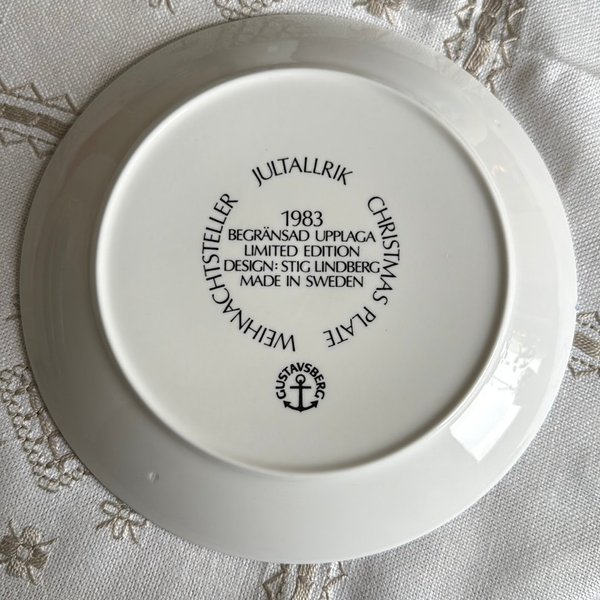 JULTALLRIK
CHRISTMAS PLATE
WEIHNACHTSTELLER
1983
BEGRÄNSAD UPPLAGA
LIMITED EDITION
DESIGN: STIG LINDBERG
MADE IN SWEDEN
GUSTAVSBERG